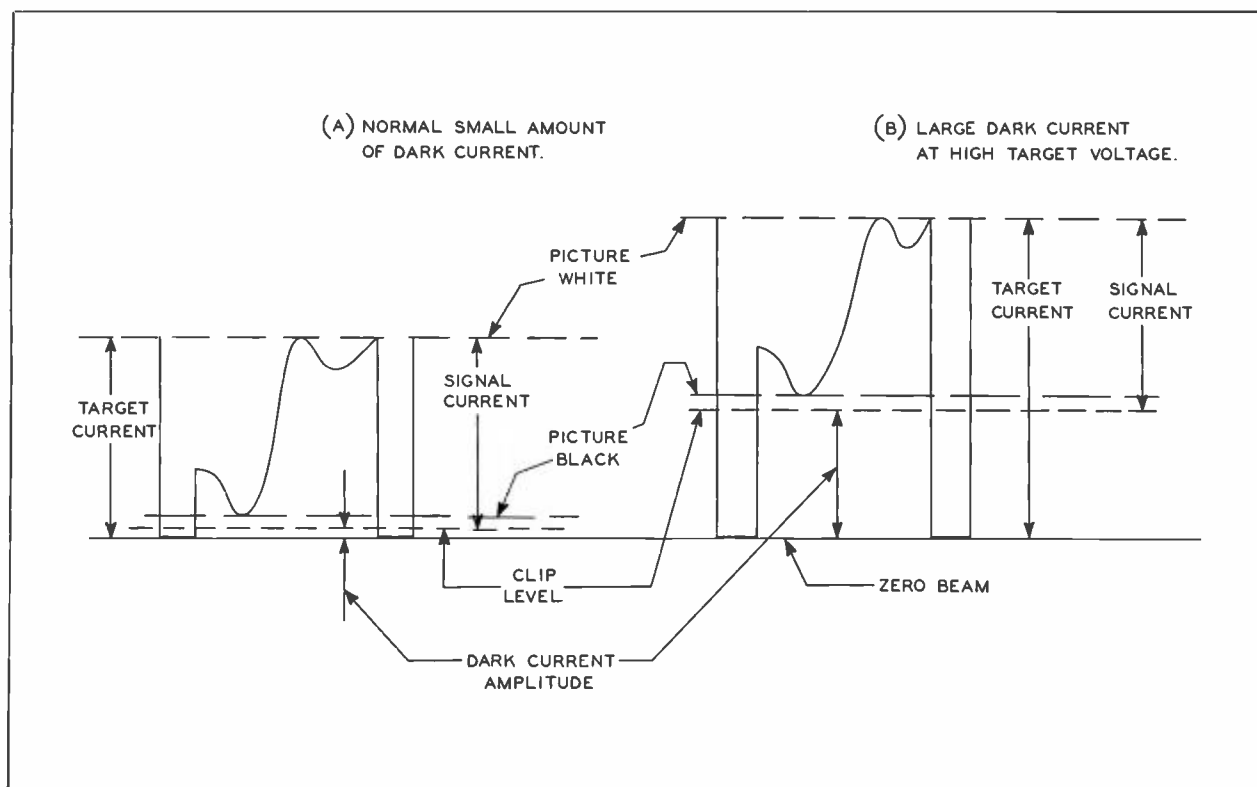 (A) NORMAL SMALL AMOUNT
OF DARK CURRENT.
(B) LARGE DARK CURRENT
AT HIGH TARGET VOLTAGE.
PICTURE
WHITE
TARGET
CURRENT
SIGNAL
CURRENT
TARGET
CURRENT
SIGNAL
CURRENT
PICTURE
BLACK
CLIP
LEVEL
ZERO BEAM
DARK CURRENT
AMPLITUDE